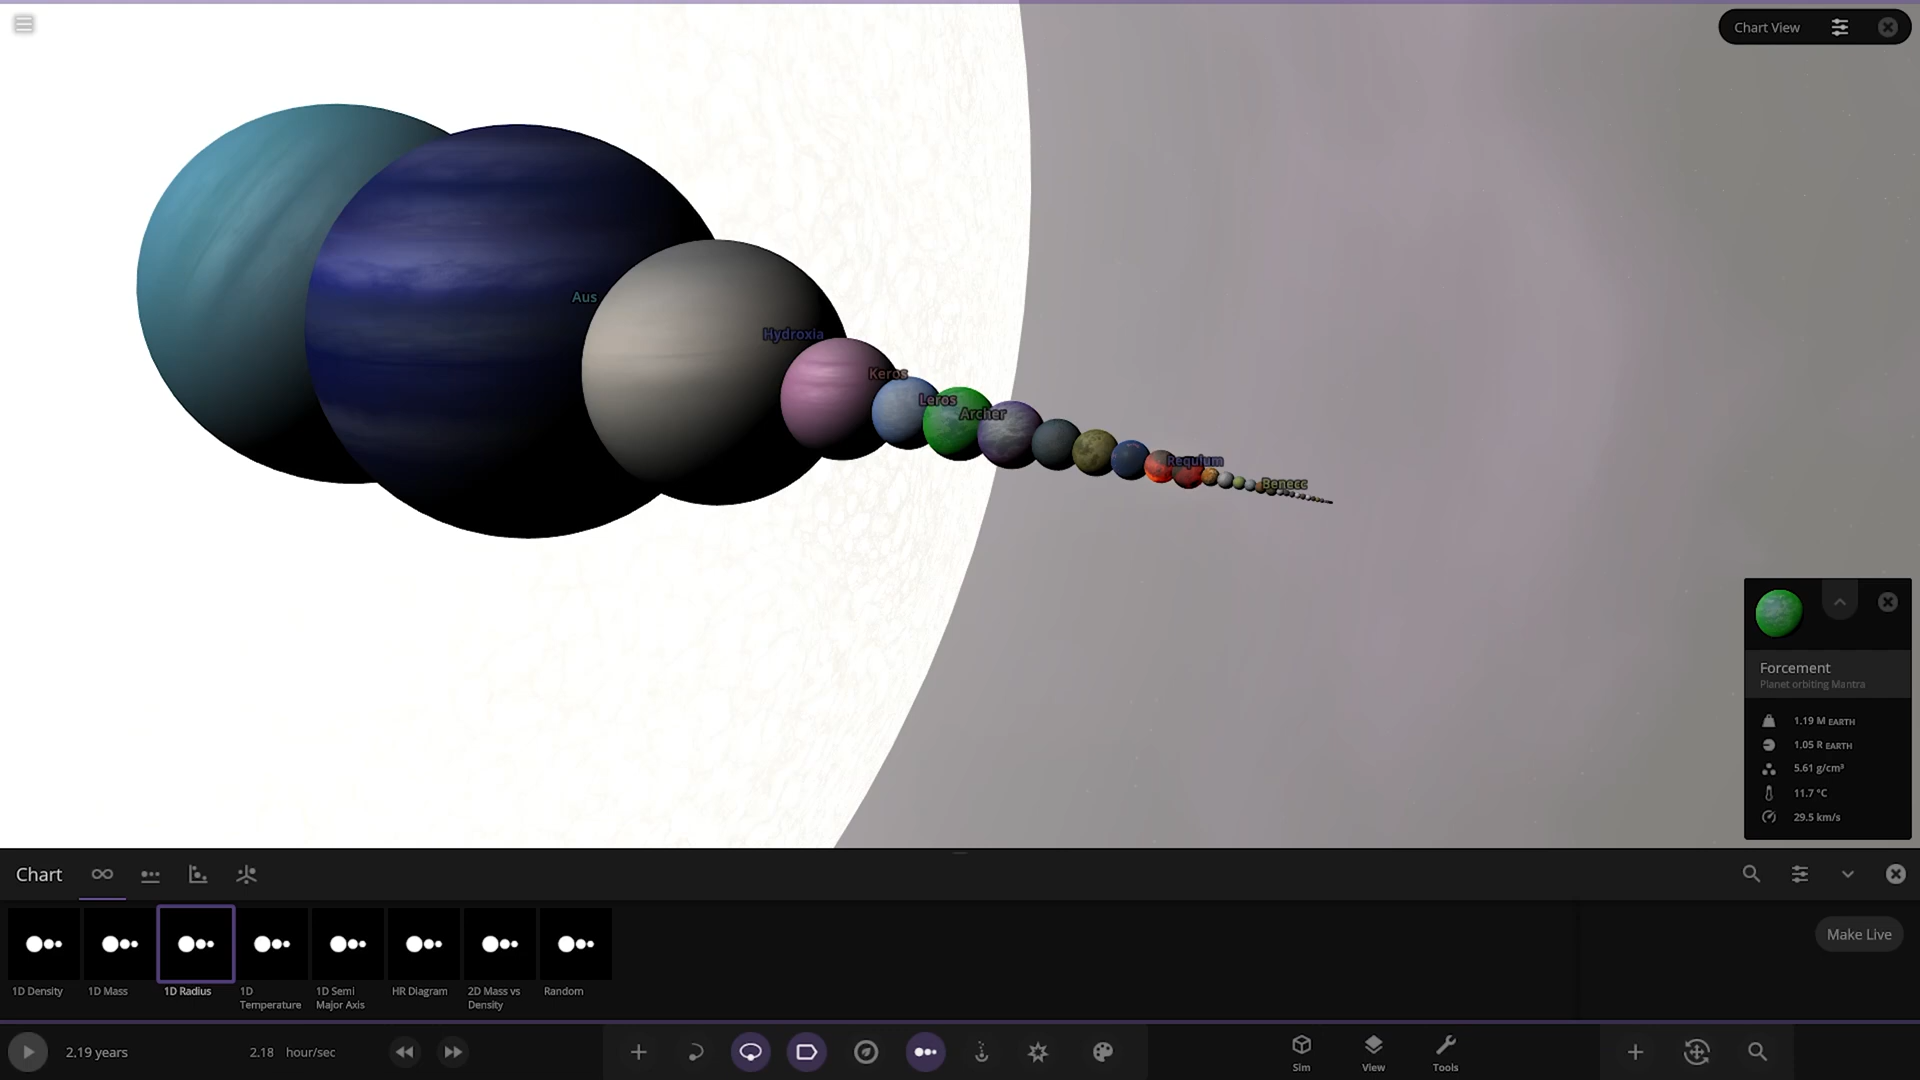 Chart View
Aus
Hydroxia
Keros
Leros
Archer
Requium
Benecc
Forcement
Planet orbiting Mantra
1.19 M EARTH
1.05 R EARTH
5.61 g/cm³
11.7 °C
29.5 km/s
Chart
1D Density
1D Mass
1D Radius
1D
Temperature
1D Semi
Major Axis
HR Diagram
2D Mass vs
Density
Random
Make Live
2.19 years
2.18 hour/sec
Sim
View
Tools